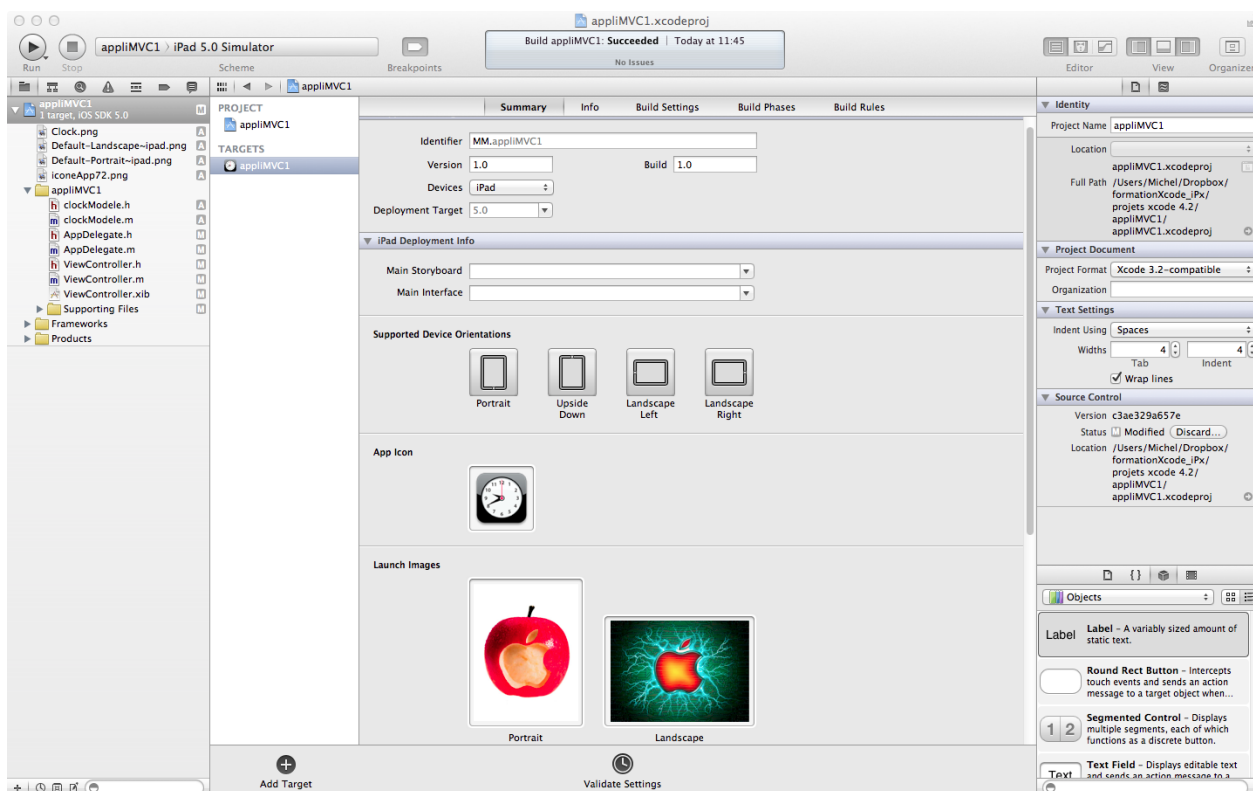 appliMVC1.xcodeproj
appliMVC1 › iPad 5.0 Simulator
Build appliMVC1: Succeeded | Today at 11:45
No Issues
Run
Stop
Scheme
Breakpoints
Editor
View
Organizer
appliMVC1
appliMVC1
1 target, iOS SDK 5.0
M
Clock.png
A
Default-Landscape~ipad.png
A
Default-Portrait~ipad.png
A
iconeApp72.png
A
appliMVC1
clockModele.h
A
clockModele.m
A
AppDelegate.h
M
AppDelegate.m
M
ViewController.h
M
ViewController.m
M
ViewController.xib
M
Supporting Files
M
Frameworks
Products
PROJECT
appliMVC1
TARGETS
appliMVC1
Summary
Info
Build Settings
Build Phases
Build Rules
Identifier MM.appliMVC1
Version 1.0
Build 1.0
Devices iPad
Deployment Target 5.0
iPad Deployment Info
Main Storyboard
Main Interface
Supported Device Orientations
Portrait
Upside
Down
Landscape
Left
Landscape
Right
App Icon
Launch Images
Portrait
Landscape
Add Target
Validate Settings
Identity
Project Name appliMVC1
Location
appliMVC1.xcodeproj
Full Path /Users/Michel/Dropbox/
formationXcode_iPx/
projets xcode 4.2/
appliMVC1/
appliMVC1.xcodeproj
Project Document
Project Format Xcode 3.2-compatible
Organization
Text Settings
Indent Using Spaces
Widths 4 4
Tab Indent
Wrap lines
Source Control
Version c3ae329a657e
Status M Modified Discard...
Location /Users/Michel/Dropbox/
formationXcode_iPx/
projets xcode 4.2/
appliMVC1/
appliMVC1.xcodeproj
{}
Objects
Label
Label – A variably sized amount of
static text.
Round Rect Button – Intercepts
touch events and sends an action
message to a target object when...
1 2
Segmented Control – Displays
multiple segments, each of which
functions as a discrete button.
Text
Text Field – Displays editable text
and sends an action message to a